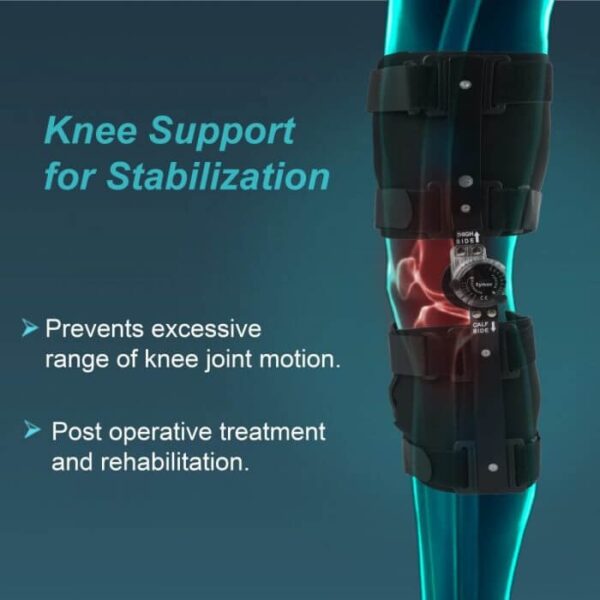 Knee Support
for Stabilization
THIGH
SIDE
CALF
SIDE
Prevents excessive
range of knee joint motion.
Post operative treatment
and rehabilitation.